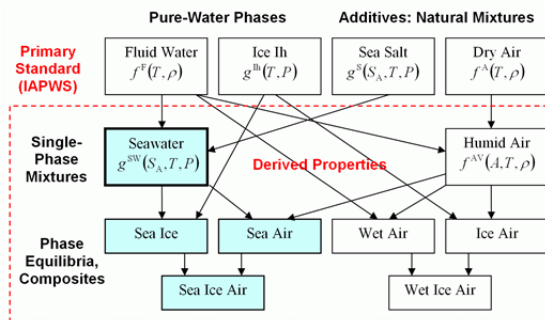 Pure-Water Phases
Additives: Natural Mixtures
Primary
Standard
(IAPWS)
Fluid Water
f^F(T, ρ)
Ice Ih
g^Ih(T, P)
Sea Salt
g^S(S_A, T, P)
Dry Air
f^A(T, ρ)
Single-
Phase
Mixtures
Seawater
g^SW(S_A, T, P)
Derived Properties
Humid Air
f^AV(A, T, ρ)
Phase
Equilibria,
Composites
Sea Ice
Sea Air
Wet Air
Ice Air
Sea Ice Air
Wet Ice Air